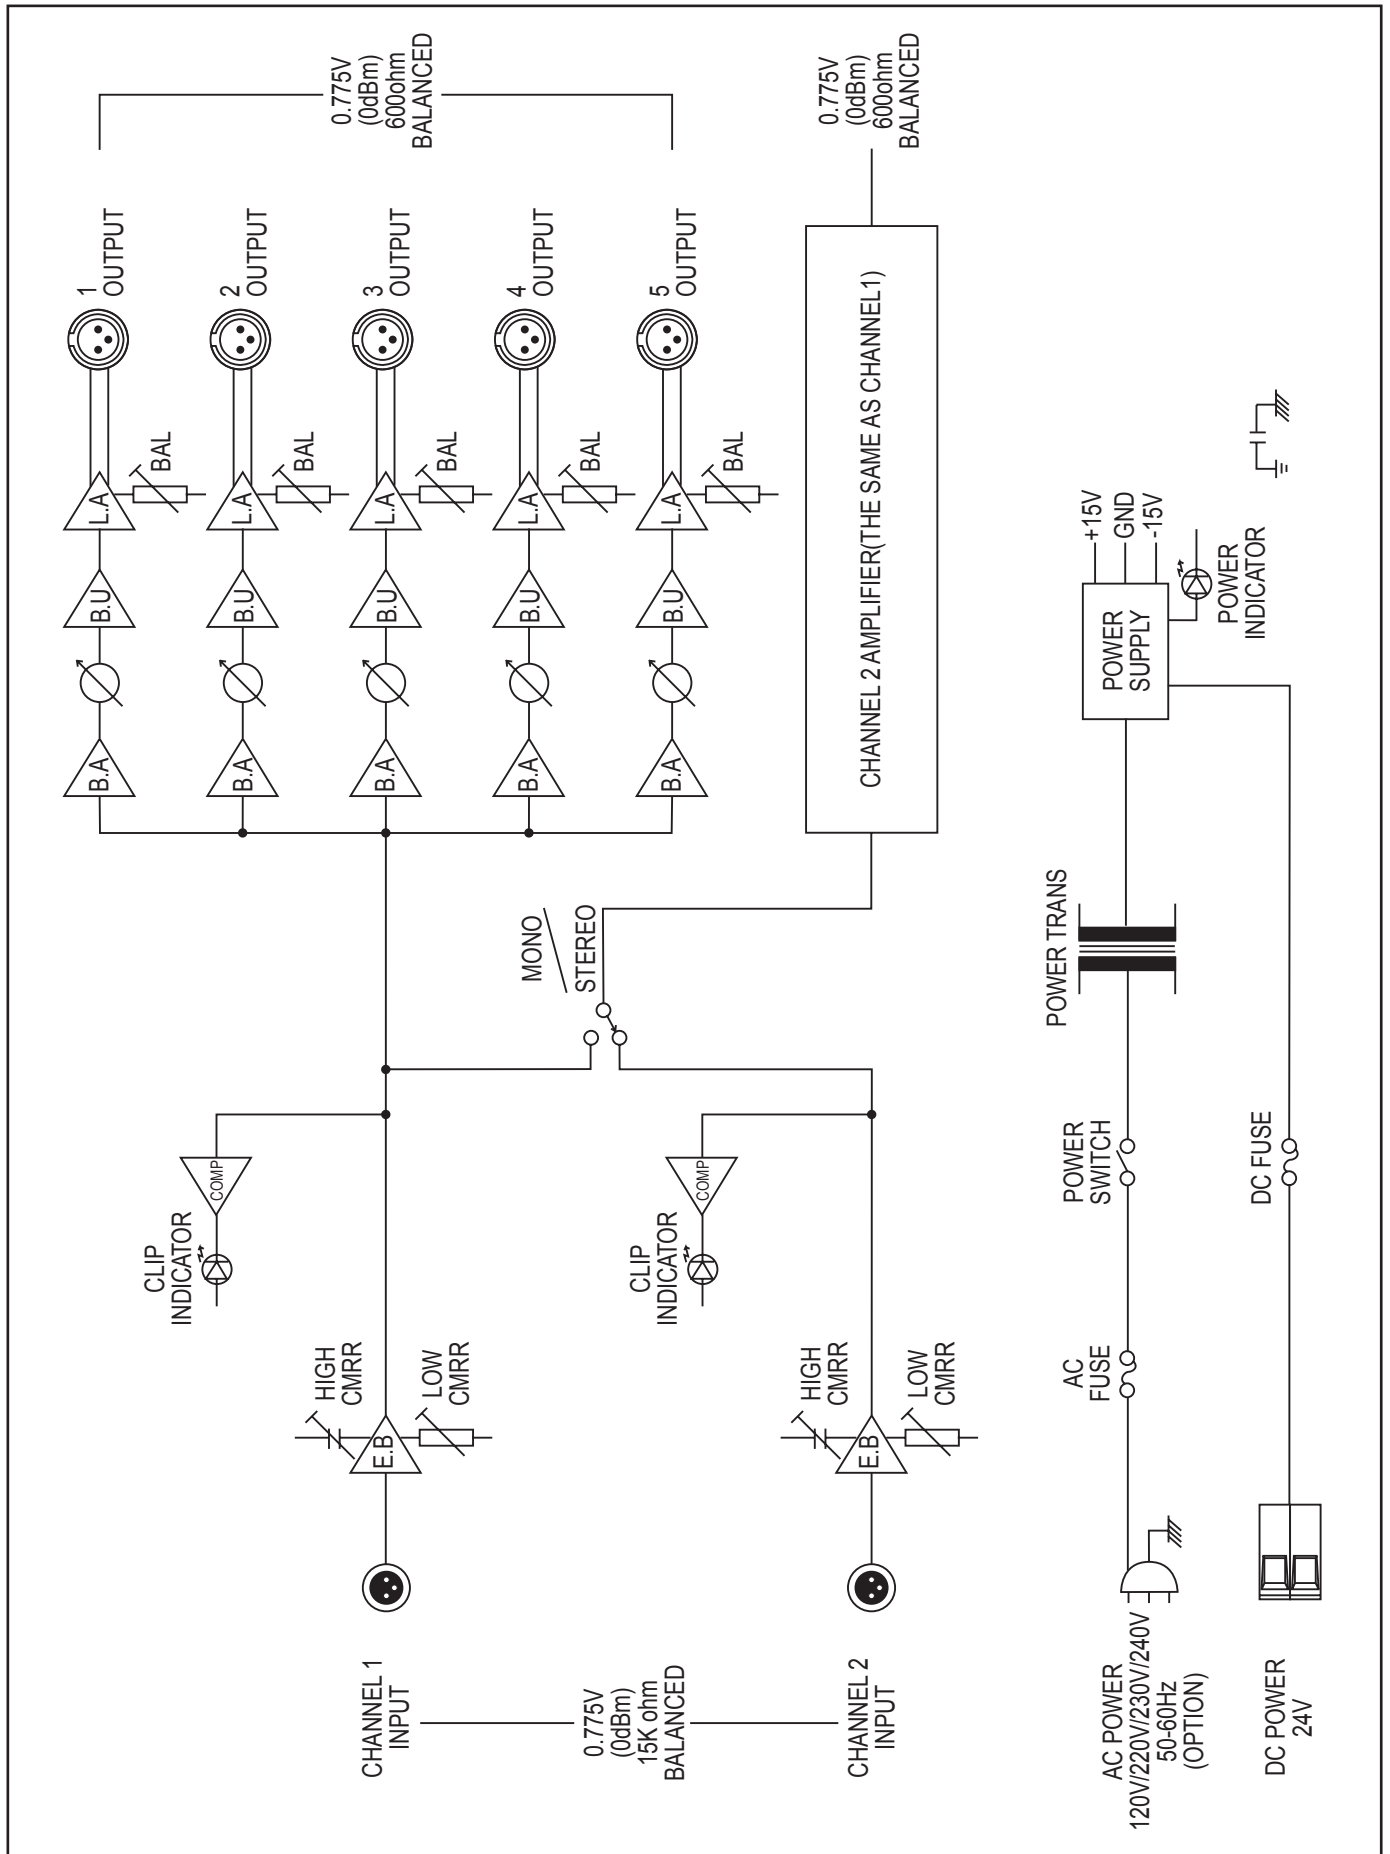 CHANNEL 1
INPUT
0.775V
(0dBm)
15K ohm
BALANCED
CHANNEL 2
INPUT
E.B
HIGH
CMRR
LOW
CMRR
CLIP
INDICATOR
COMP
E.B
HIGH
CMRR
LOW
CMRR
CLIP
INDICATOR
COMP
MONO
STEREO
B.A
B.U
L.A
BAL
1
OUTPUT
B.A
B.U
L.A
BAL
2
OUTPUT
B.A
B.U
L.A
BAL
3
OUTPUT
B.A
B.U
L.A
BAL
4
OUTPUT
B.A
B.U
L.A
BAL
5
OUTPUT
0.775V
(0dBm)
600ohm
BALANCED
CHANNEL 2 AMPLIFIER(THE SAME AS CHANNEL1)
0.775V
(0dBm)
600ohm
BALANCED
AC POWER
120V/220V/230V/240V
50-60Hz
(OPTION)
AC
FUSE
POWER
SWITCH
POWER TRANS
POWER
SUPPLY
+15V
GND
-15V
POWER
INDICATOR
DC POWER
24V
DC FUSE